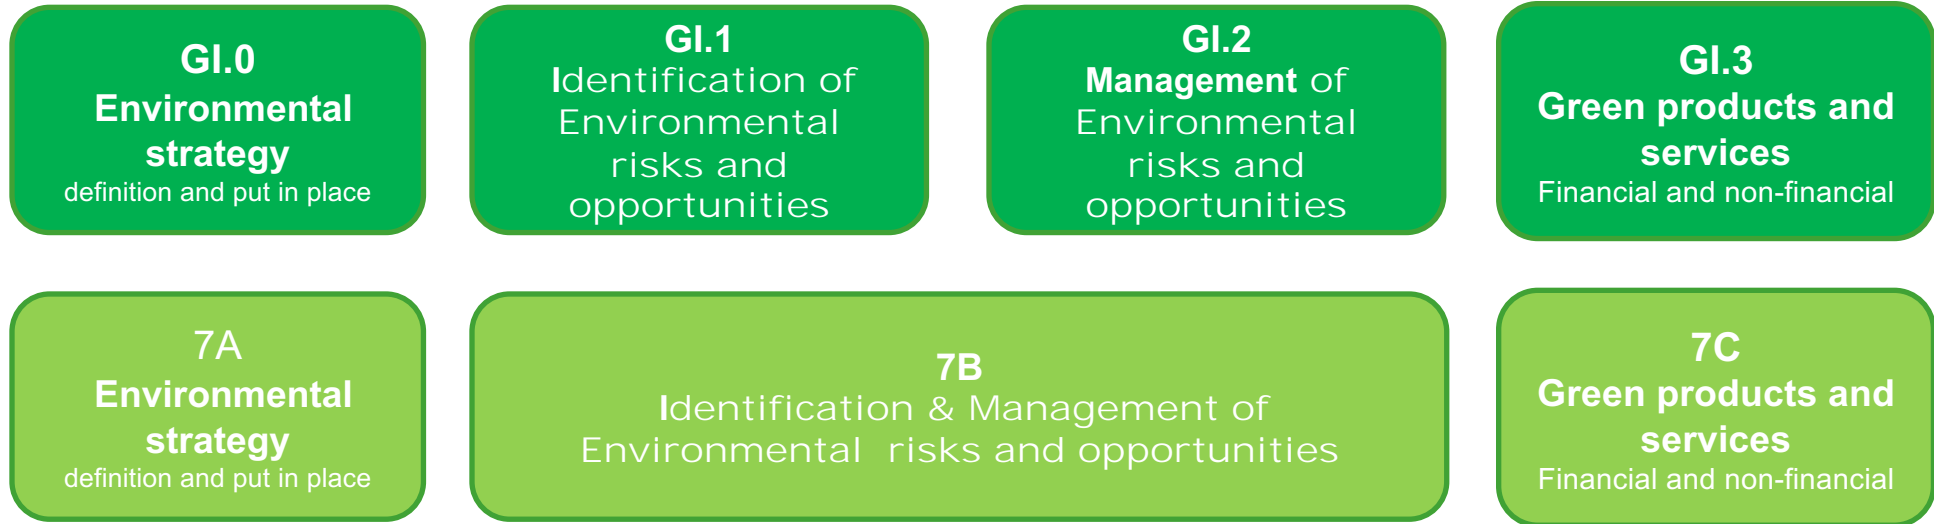 GI.0
Environmental
strategy
definition and put in place
GI.1
Identification of
Environmental
risks and
opportunities
GI.2
Management of
Environmental
risks and
opportunities
GI.3
Green products and
services
Financial and non-financial
7A
Environmental
strategy
definition and put in place
7B
Identification & Management of
Environmental risks and opportunities
7C
Green products and
services
Financial and non-financial